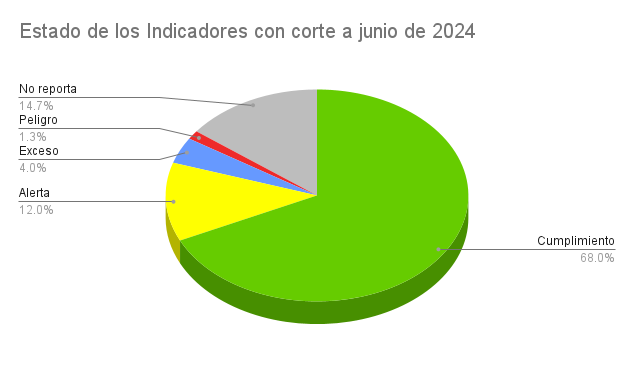 Estado de los Indicadores con corte a junio de 2024
No reporta
14.7%
Peligro
1.3%
Exceso
4.0%
Alerta
12.0%
Cumplimiento
68.0%